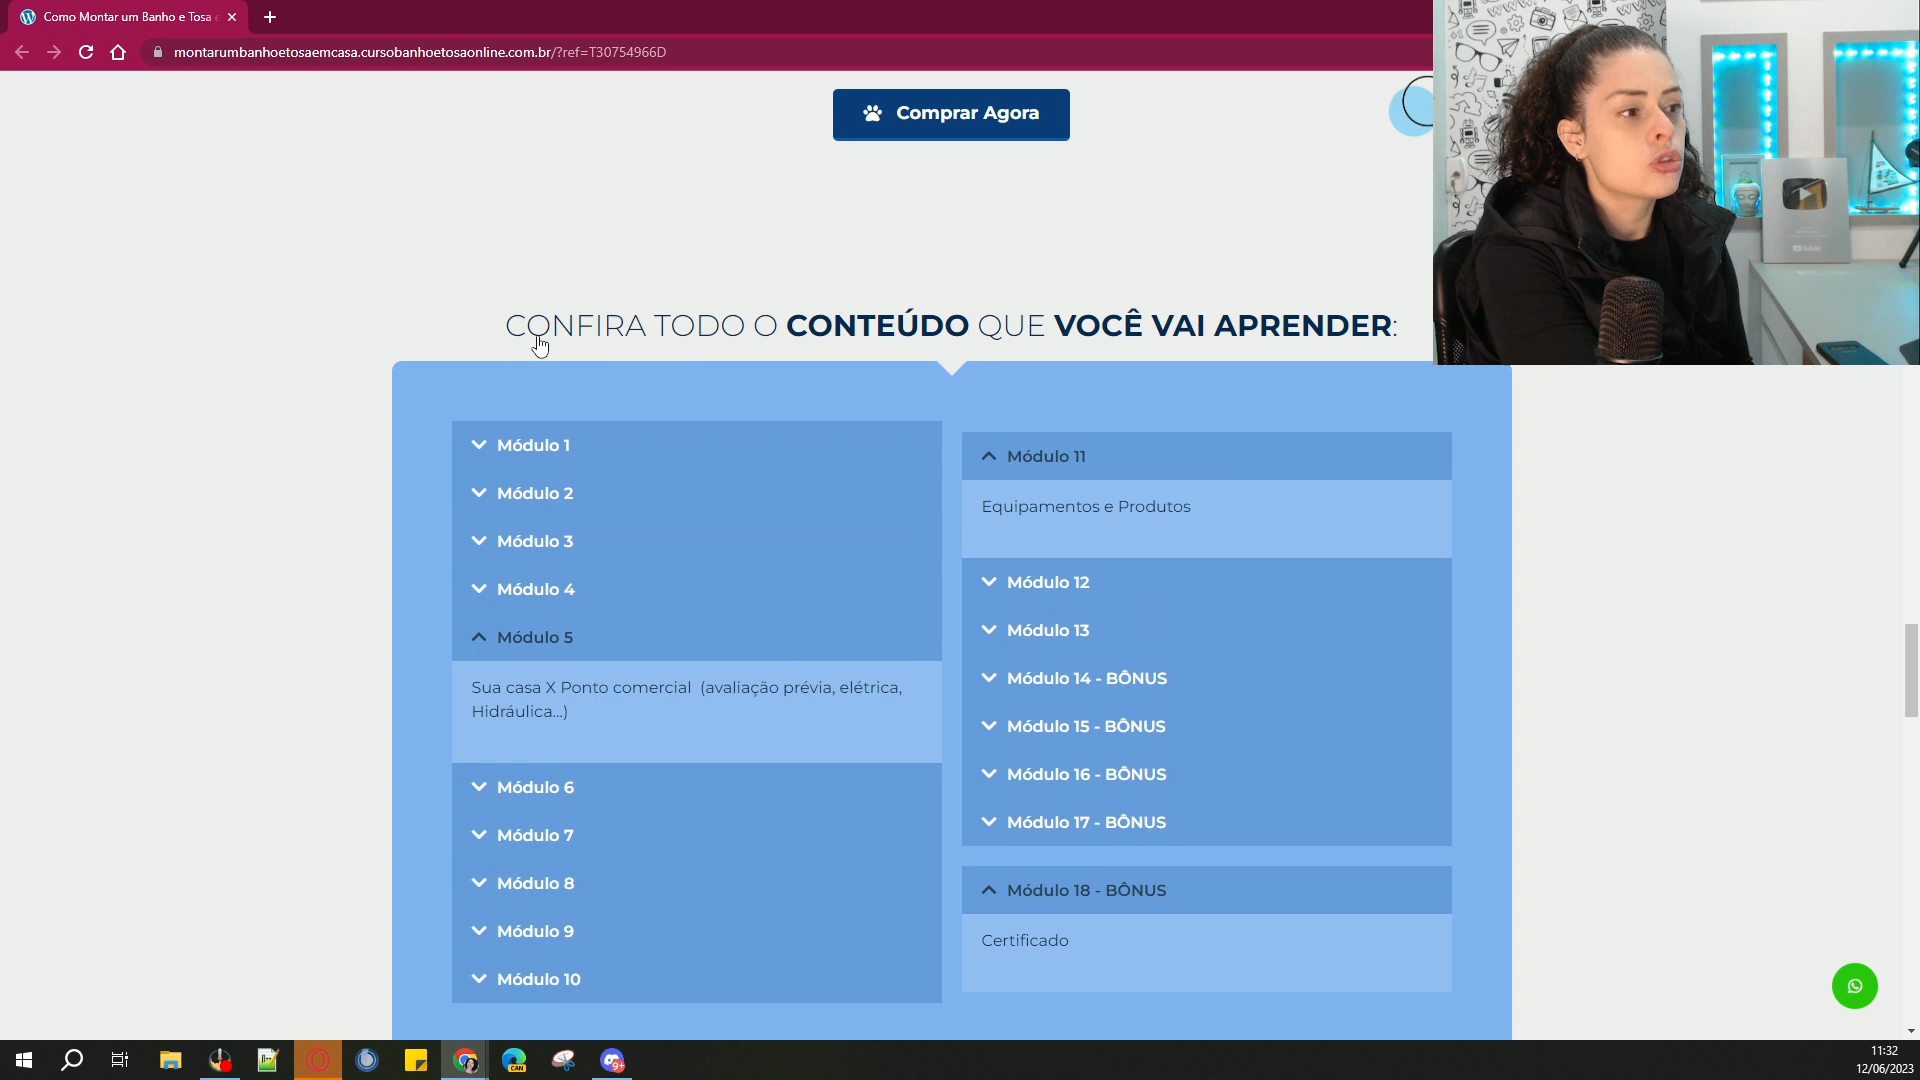 Como Montar um Banho e Tosa
montarumbanhoetosaemcasa.cursobanhoetosaonline.com.br/?ref=T30754966D
Comprar Agora
CONFIRA TODO O CONTEÚDO QUE VOCÊ VAI APRENDER:
Módulo 1
Módulo 2
Módulo 3
Módulo 4
Módulo 5
Sua casa X Ponto comercial (avaliação prévia, elétrica,
Hidráulica...)
Módulo 6
Módulo 7
Módulo 8
Módulo 9
Módulo 10
Módulo 11
Equipamentos e Produtos
Módulo 12
Módulo 13
Módulo 14 - BÔNUS
Módulo 15 - BÔNUS
Módulo 16 - BÔNUS
Módulo 17 - BÔNUS
Módulo 18 - BÔNUS
Certificado
CAN
9+
11:32
12/06/2023